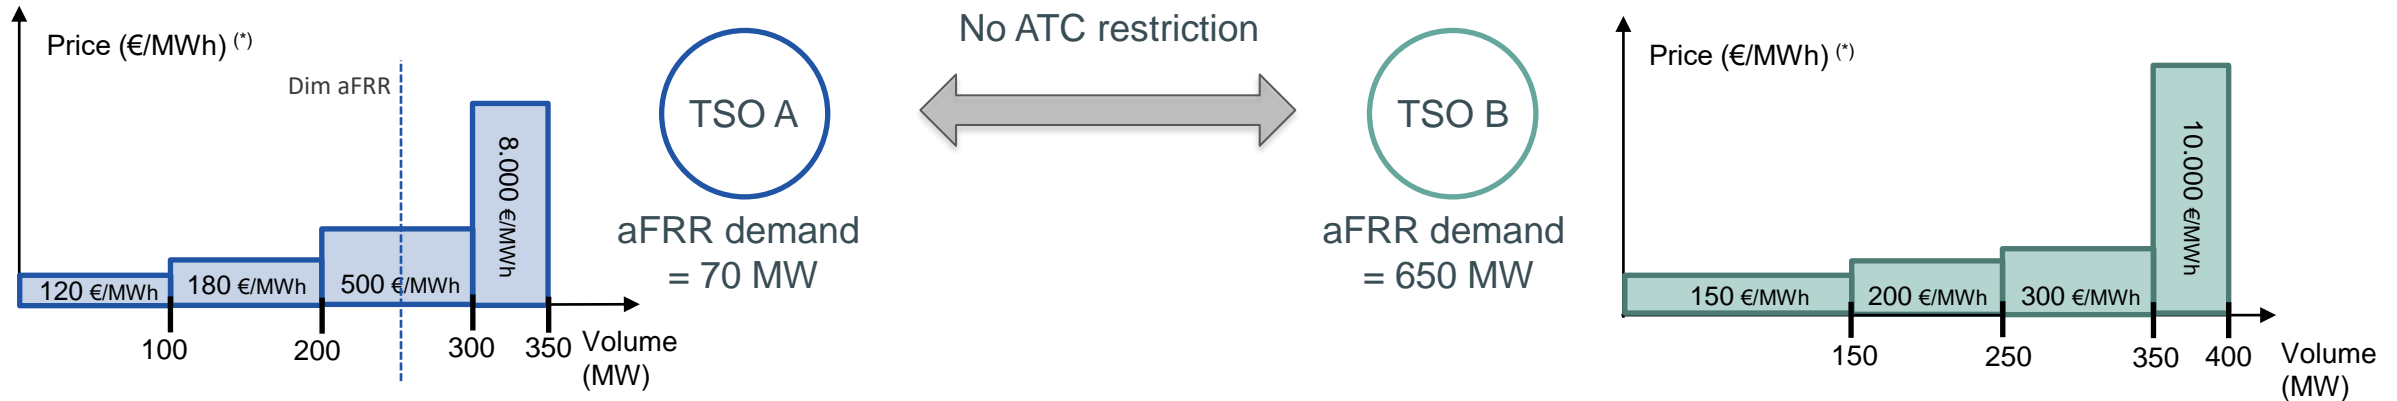 Price (€/MWh) (*)
Dim aFRR
120 €/MWh
180 €/MWh
500 €/MWh
8.000 €/MWh
100
200
300
350
Volume
(MW)
TSO A
aFRR demand
= 70 MW
No ATC restriction
TSO B
aFRR demand
= 650 MW
Price (€/MWh) (*)
150 €/MWh
200 €/MWh
300 €/MWh
10.000 €/MWh
150
250
350
400
Volume
(MW)